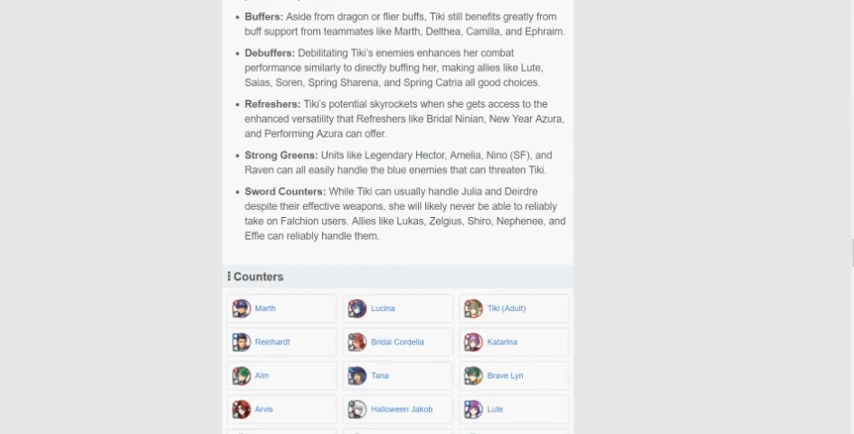 • Buffers: Aside from dragon or flier buffs, Tiki still benefits greatly from
buff support from teammates like Marth, Delthea, Camilla, and Ephraim.
• Debuffers: Debilitating Tiki's enemies enhances her combat
performance similarly to directly buffing her, making allies like Lute,
Saias, Soren, Spring Sharena, and Spring Catria all good choices.
• Refreshers: Tiki's potential skyrockets when she gets access to the
enhanced versatility that Refreshers like Bridal Ninian, New Year Azura,
and Performing Azura can offer.
• Strong Greens: Units like Legendary Hector, Amelia, Nino (SF), and
Raven can all easily handle the blue enemies that can threaten Tiki.
• Sword Counters: While Tiki can usually handle Julia and Deirdre
despite their effective weapons, she will likely never be able to reliably
take on Falchion users. Allies like Lukas, Zelgius, Shiro, Nephenee, and
Effie can reliably handle them.
Counters
Marth Lucina Tiki (Adult)
Reinhardt Bridal Cordelia Katarina
Alm Tana Brave Lyn
Arvis Halloween Jakob Lute